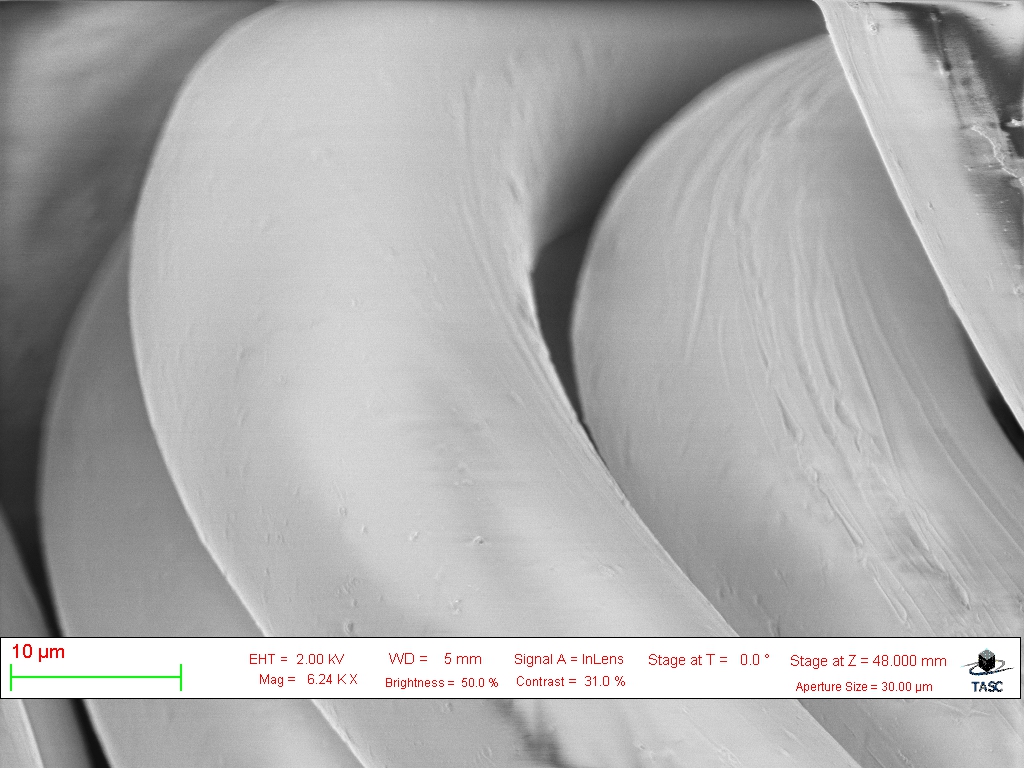 10 µm
EHT = 2.00 kV WD = 5 mm Signal A = InLens Stage at T = 0.0 ° Stage at Z = 48.000 mm
Mag = 6.24 K X Brightness = 50.0 % Contrast = 31.0 % Aperture Size = 30.00 µm
TASC